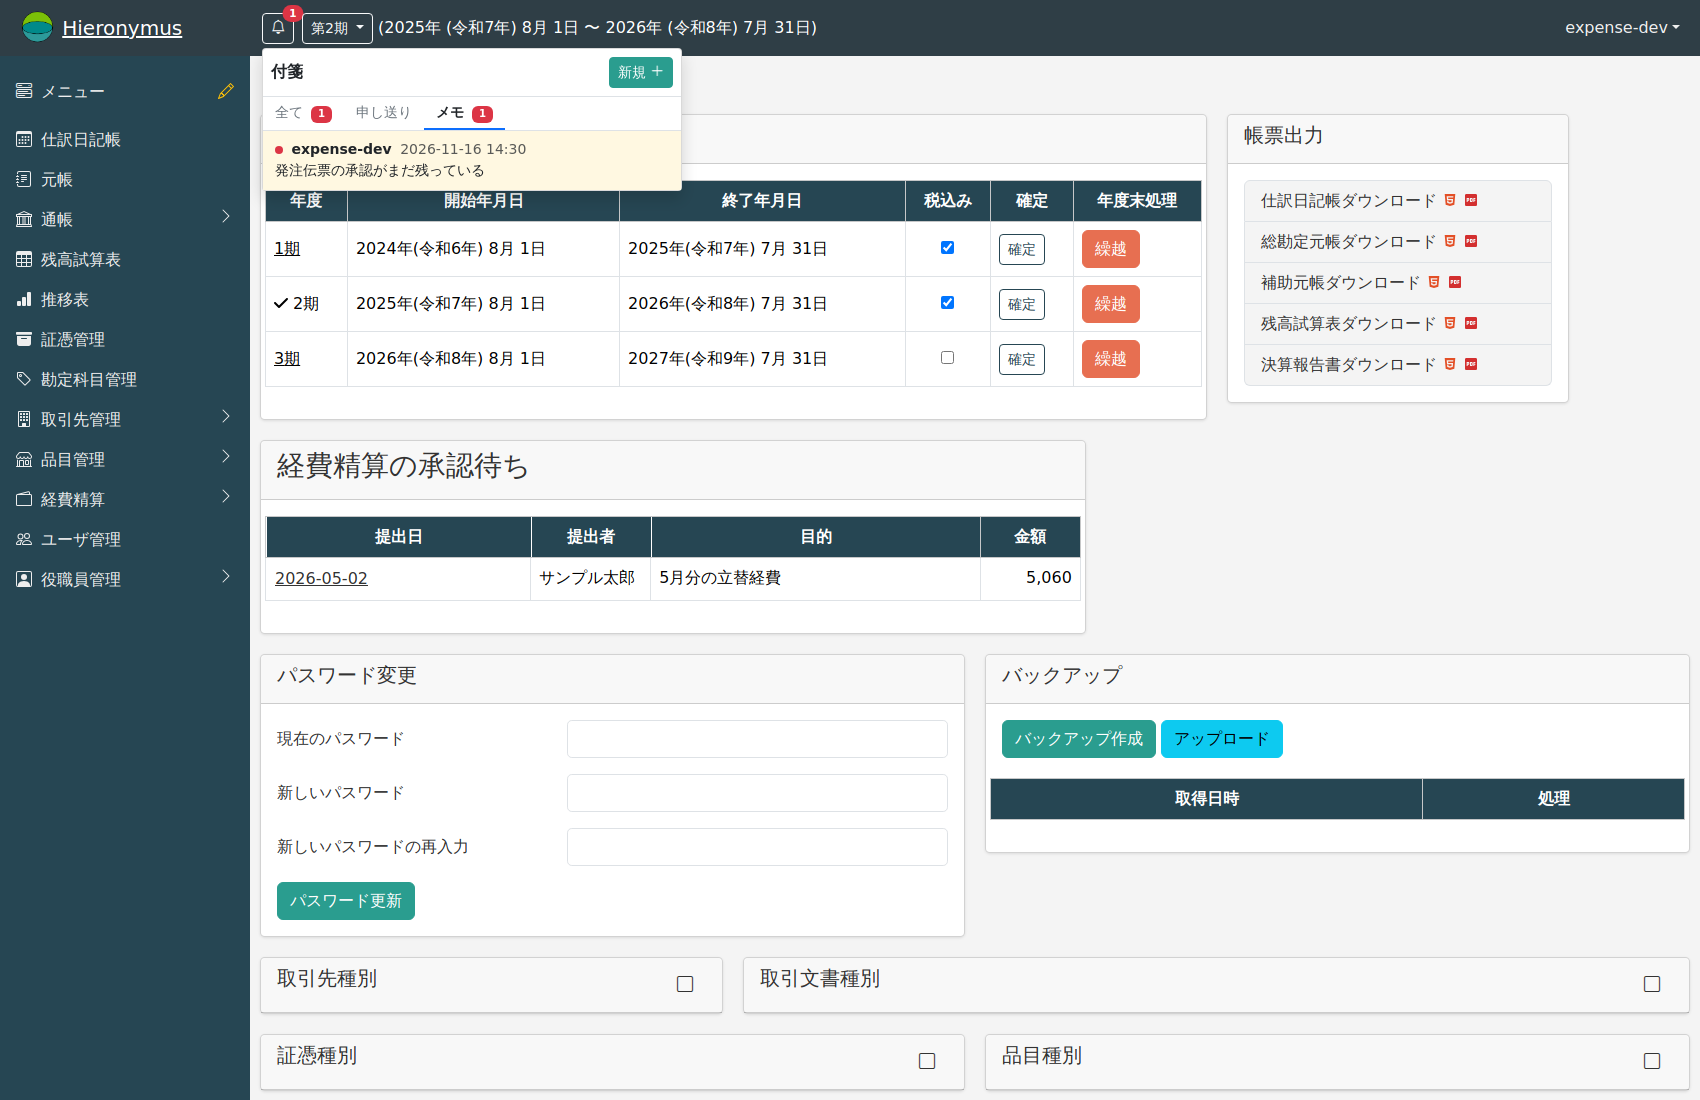 Hieronymus
1
第2期
(2025年 (令和7年) 8月 1日 〜 2026年 (令和8年) 7月 31日)
expense-dev
メニュー
仕訳日記帳
元帳
通帳
残高試算表
推移表
証憑管理
勘定科目管理
取引先管理
品目管理
経費精算
ユーザ管理
役職員管理
付箋
新規 +
全て 1 申し送り メモ 1
expense-dev 2026-11-16 14:30
発注伝票の承認がまだ残っている
年度 開始年月日 終了年月日 税込み 確定 年度末処理
1期 2024年(令和6年) 8月 1日 2025年(令和7年) 7月 31日 確定 繰越
2期 2025年(令和7年) 8月 1日 2026年(令和8年) 7月 31日 確定 繰越
3期 2026年(令和8年) 8月 1日 2027年(令和9年) 7月 31日 確定 繰越
帳票出力
仕訳日記帳ダウンロード PDF
総勘定元帳ダウンロード PDF
補助元帳ダウンロード PDF
残高試算表ダウンロード PDF
決算報告書ダウンロード PDF
経費精算の承認待ち
提出日 提出者 目的 金額
2026-05-02 サンプル太郎 5月分の立替経費 5,060
パスワード変更
現在のパスワード
新しいパスワード
新しいパスワードの再入力
パスワード更新
バックアップ
バックアップ作成 アップロード
取得日時 処理
取引先種別
取引文書種別
証憑種別
品目種別